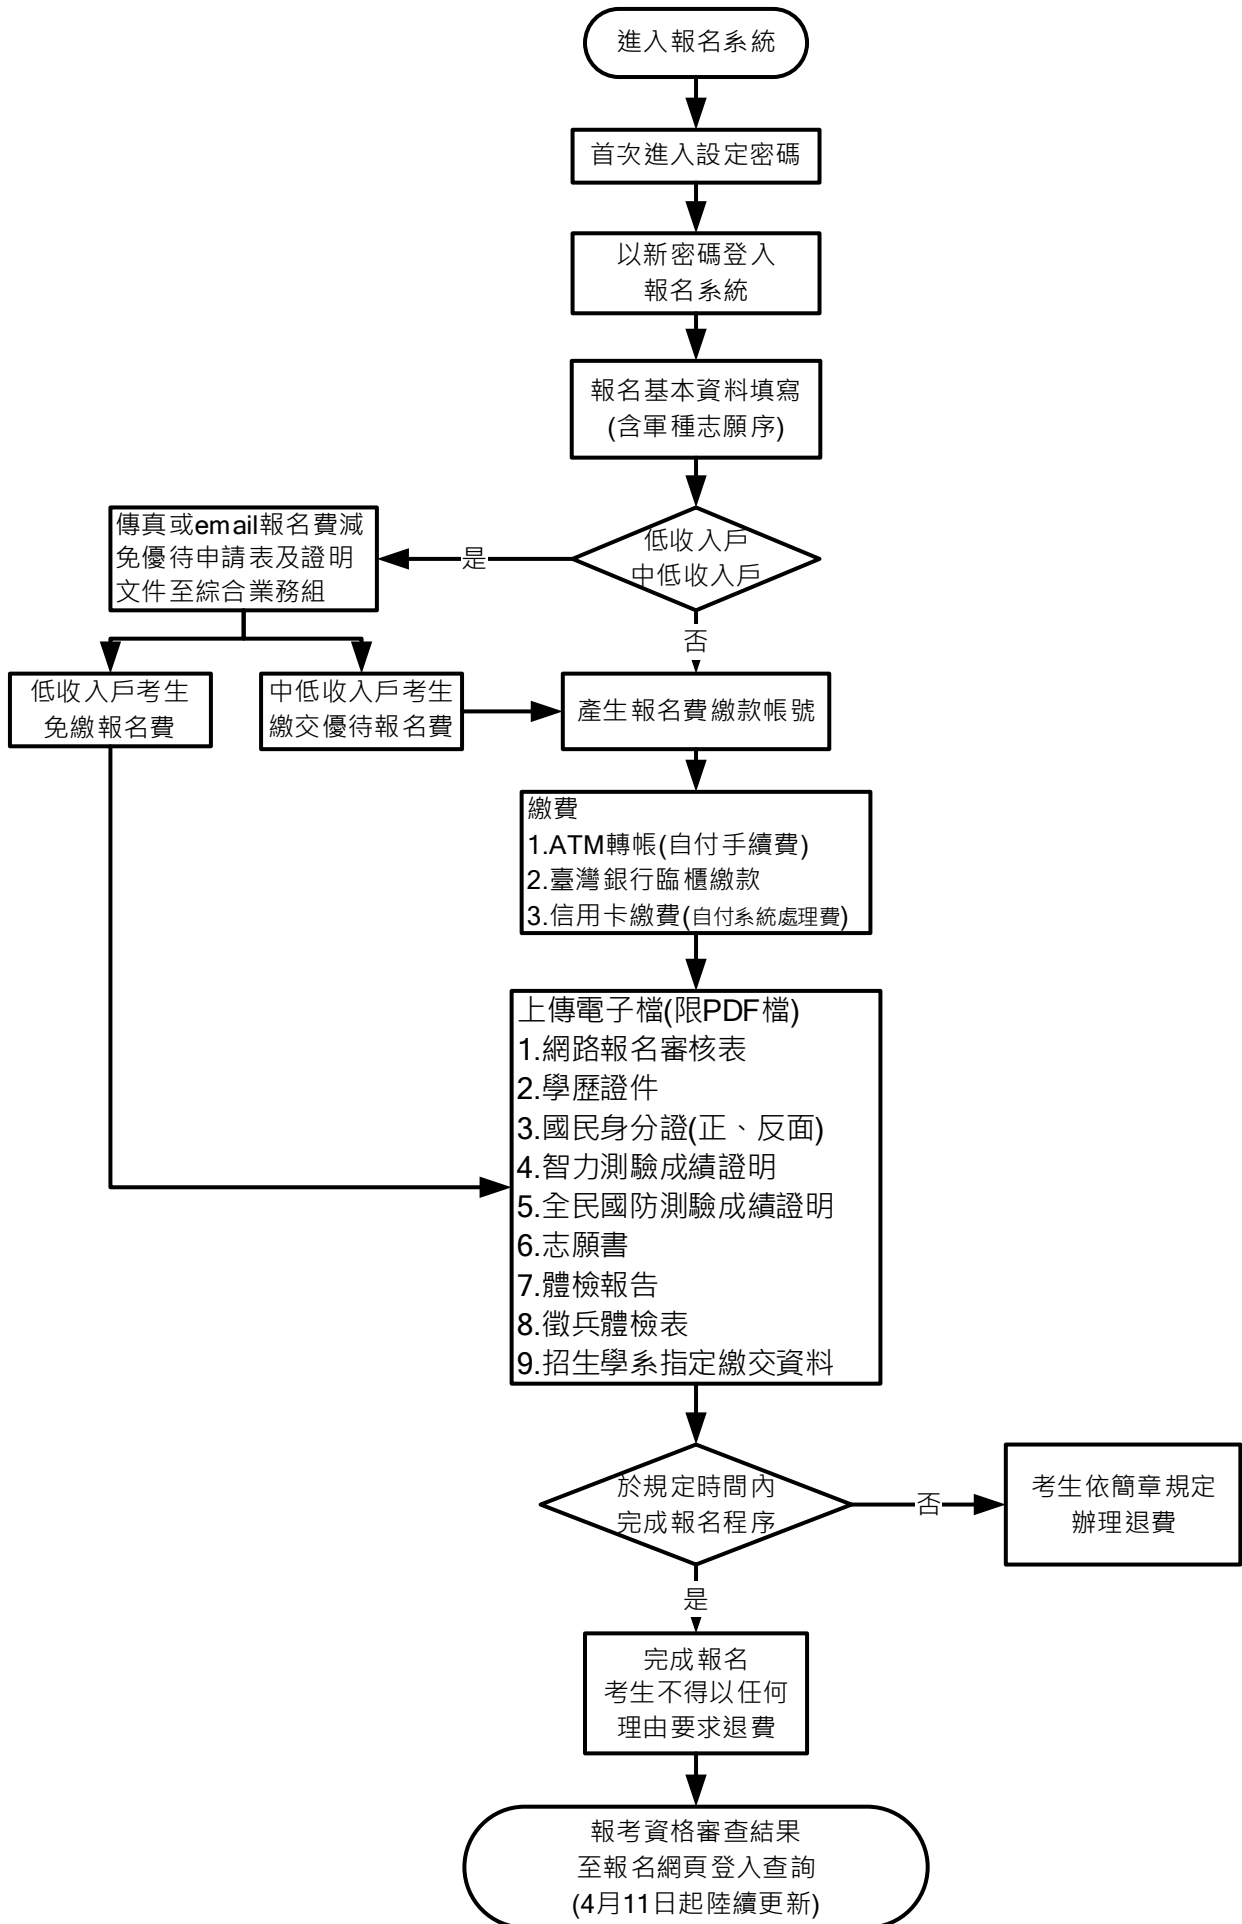 進入報名系統
首次進入設定密碼
以新密碼登入
報名系統
報名基本資料填寫
(含軍種志願序)
低收入戶
中低收入戶
是
傳真或email報名費減
免優待申請表及證明
文件至綜合業務組
否
低收入戶考生
免繳報名費
中低收入戶考生
繳交優待報名費
產生報名費繳款帳號
繳費
1.ATM轉帳(自付手續費)
2.臺灣銀行臨櫃繳款
3.信用卡繳費(自付系統處理費)
上傳電子檔(限PDF檔)
1.網路報名審核表
2.學歷證件
3.國民身分證(正、反面)
4.智力測驗成績證明
5.全民國防測驗成績證明
6.志願書
7.體檢報告
8.徵兵體檢表
9.招生學系指定繳交資料
於規定時間內
完成報名程序
否
考生依簡章規定
辦理退費
是
完成報名
考生不得以任何
理由要求退費
報考資格審查結果
至報名網頁登入查詢
(4月11日起陸續更新)